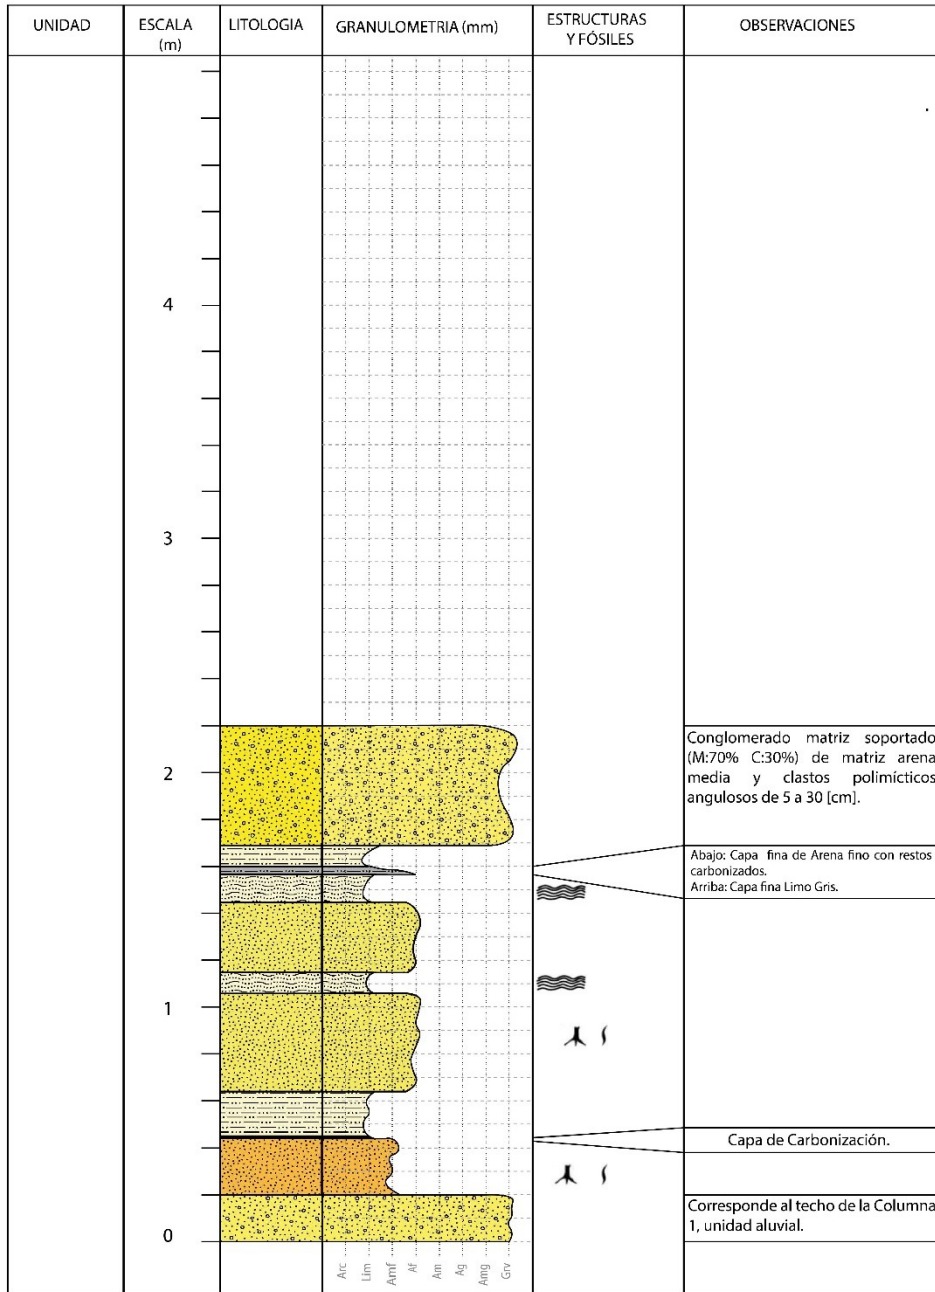 UNIDAD
ESCALA
(m)
LITOLOGIA
GRANULOMETRIA (mm)
ESTRUCTURAS
Y FÓSILES
OBSERVACIONES
4
3
2
1
0
Conglomerado matriz soportado
(M:70% C:30%) de matriz arena
media y clastos polimícticos
angulosos de 5 a 30 [cm].
Abajo: Capa fina de Arena fino con restos
carbonizados.
Arriba: Capa fina Limo Gris.
Capa de Carbonización.
Corresponde al techo de la Columna
1, unidad aluvial.
Arc
Lim
Amf
Af
Am
Ag
Amg
Grv